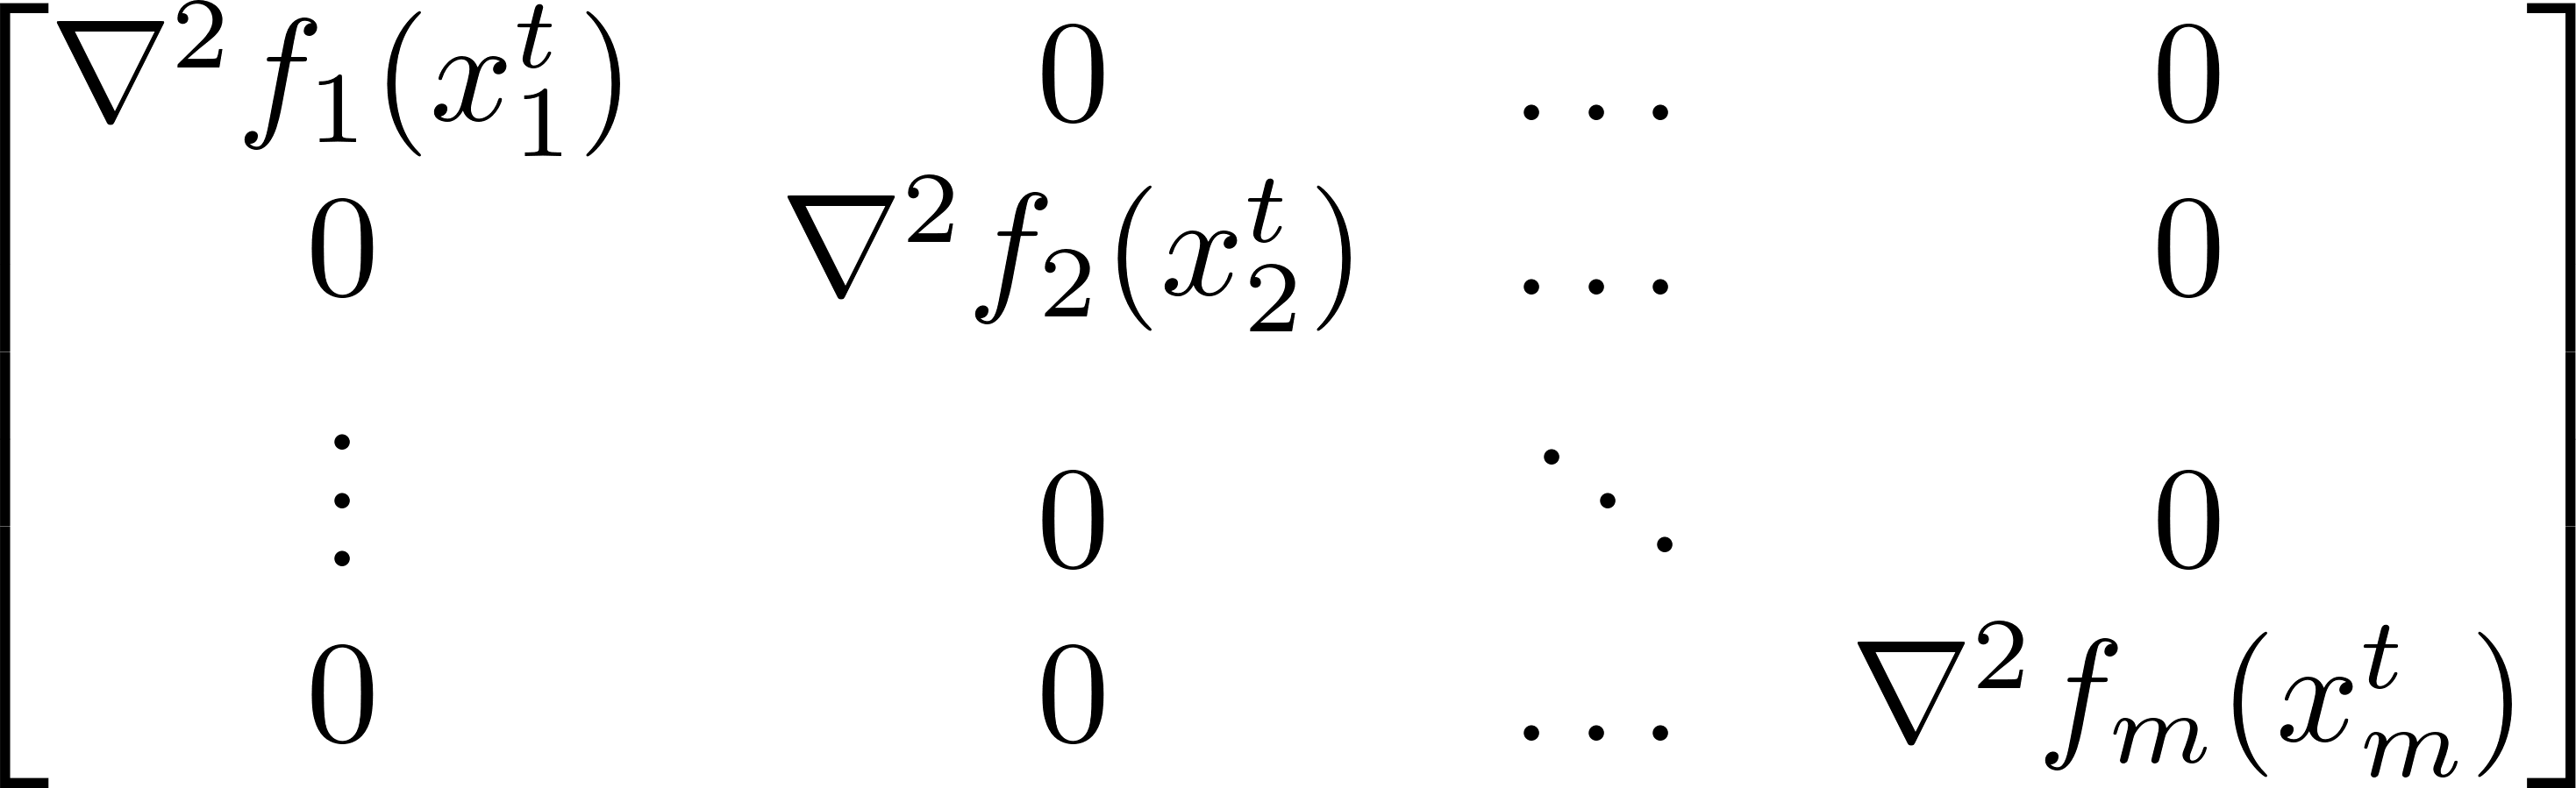 ∇²f₁(x₁ᵗ) 0 … 0
0 ∇²f₂(x₂ᵗ) … 0
⋮ 0 ⋱ 0
0 0 … ∇²fₘ(xₘᵗ)